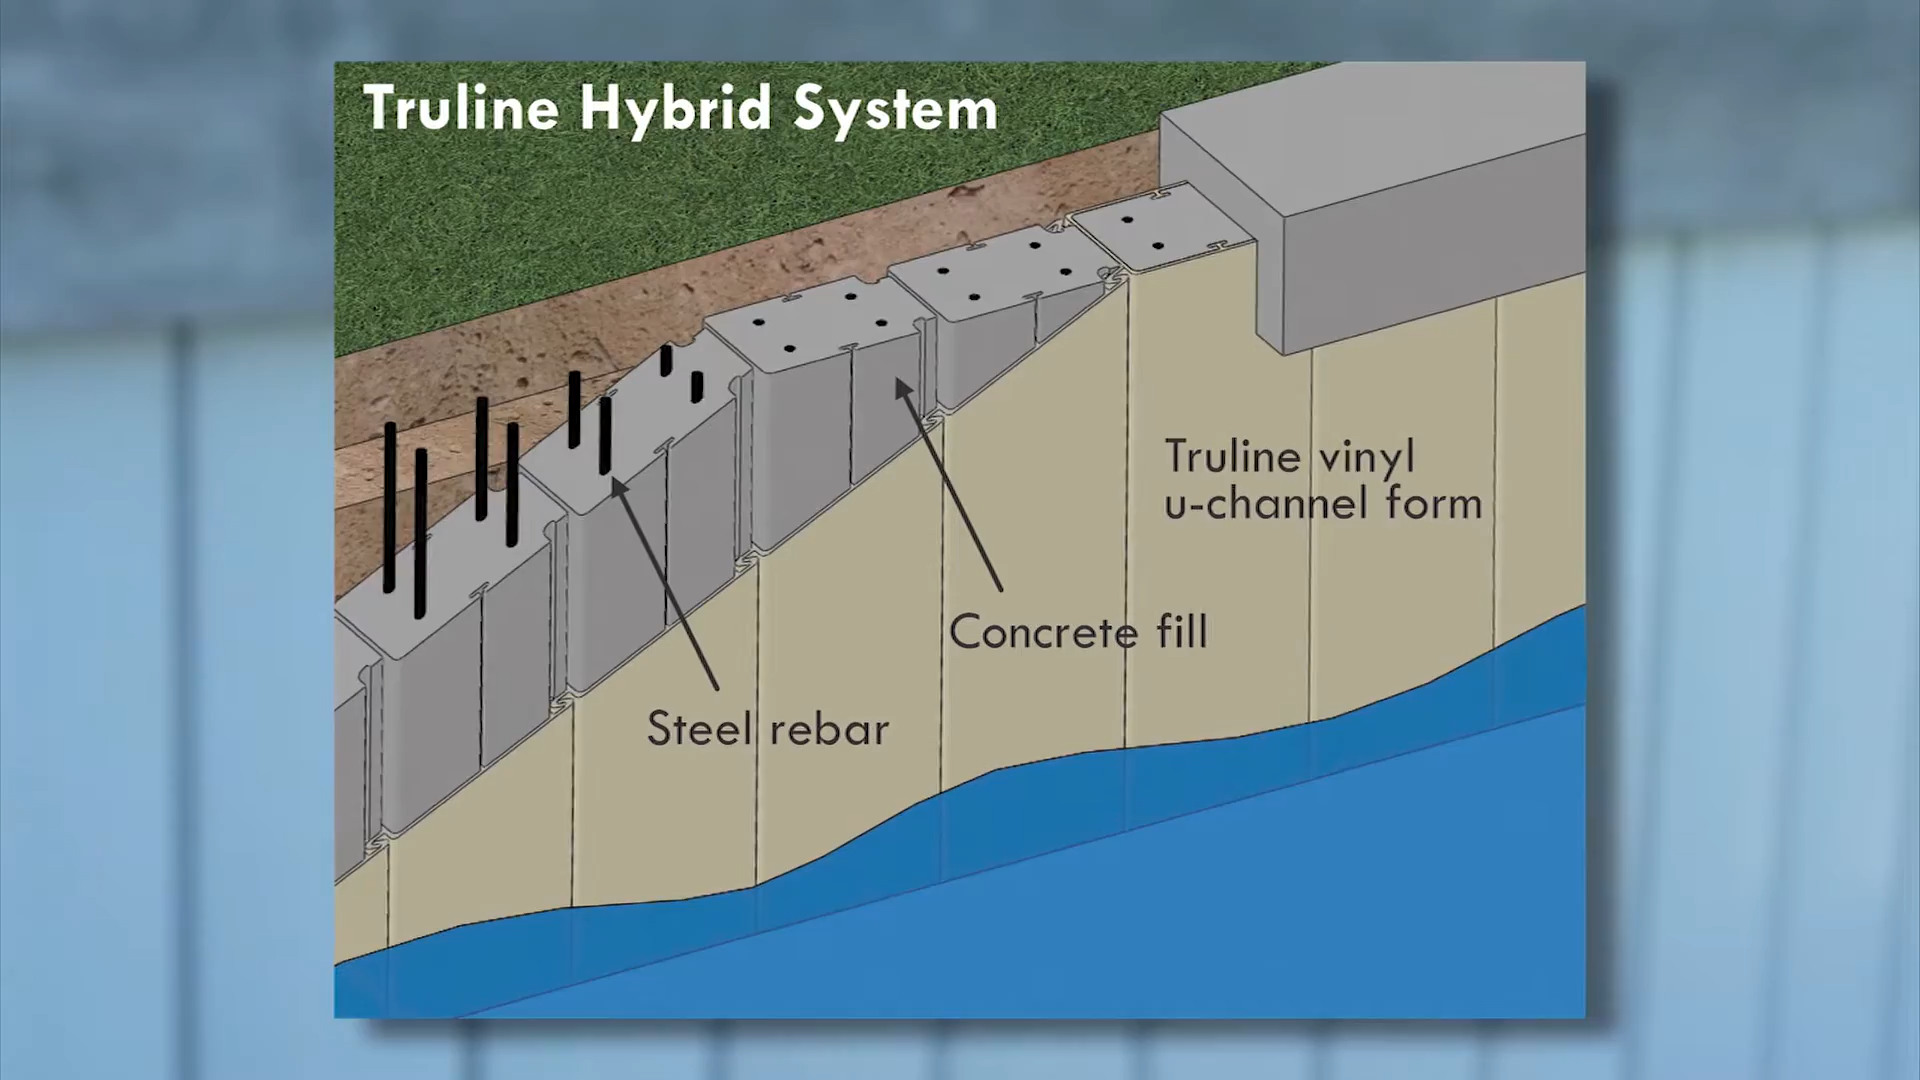 Truline Hybrid System
Truline vinyl
u-channel form
Concrete fill
Steel rebar